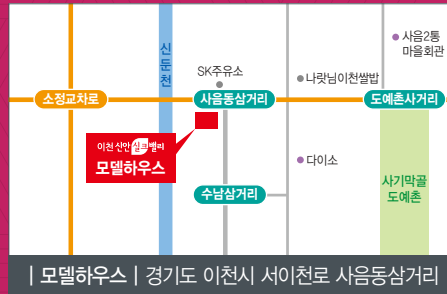 사음2통
마을회관
신둔천
SK주유소
나랏님이천쌀밥
소정교차로
사음동삼거리
도예촌사거리
이천 신안 실크밸리
모델하우스
다이소
수남삼거리
사기막골
도예촌
| 모델하우스 | 경기도 이천시 서이천로 사음동삼거리